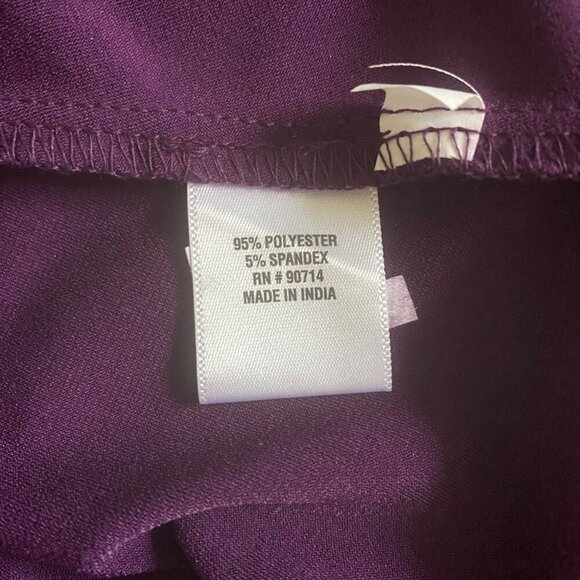 95% POLYESTER
5% SPANDEX
RN # 90714
MADE IN INDIA